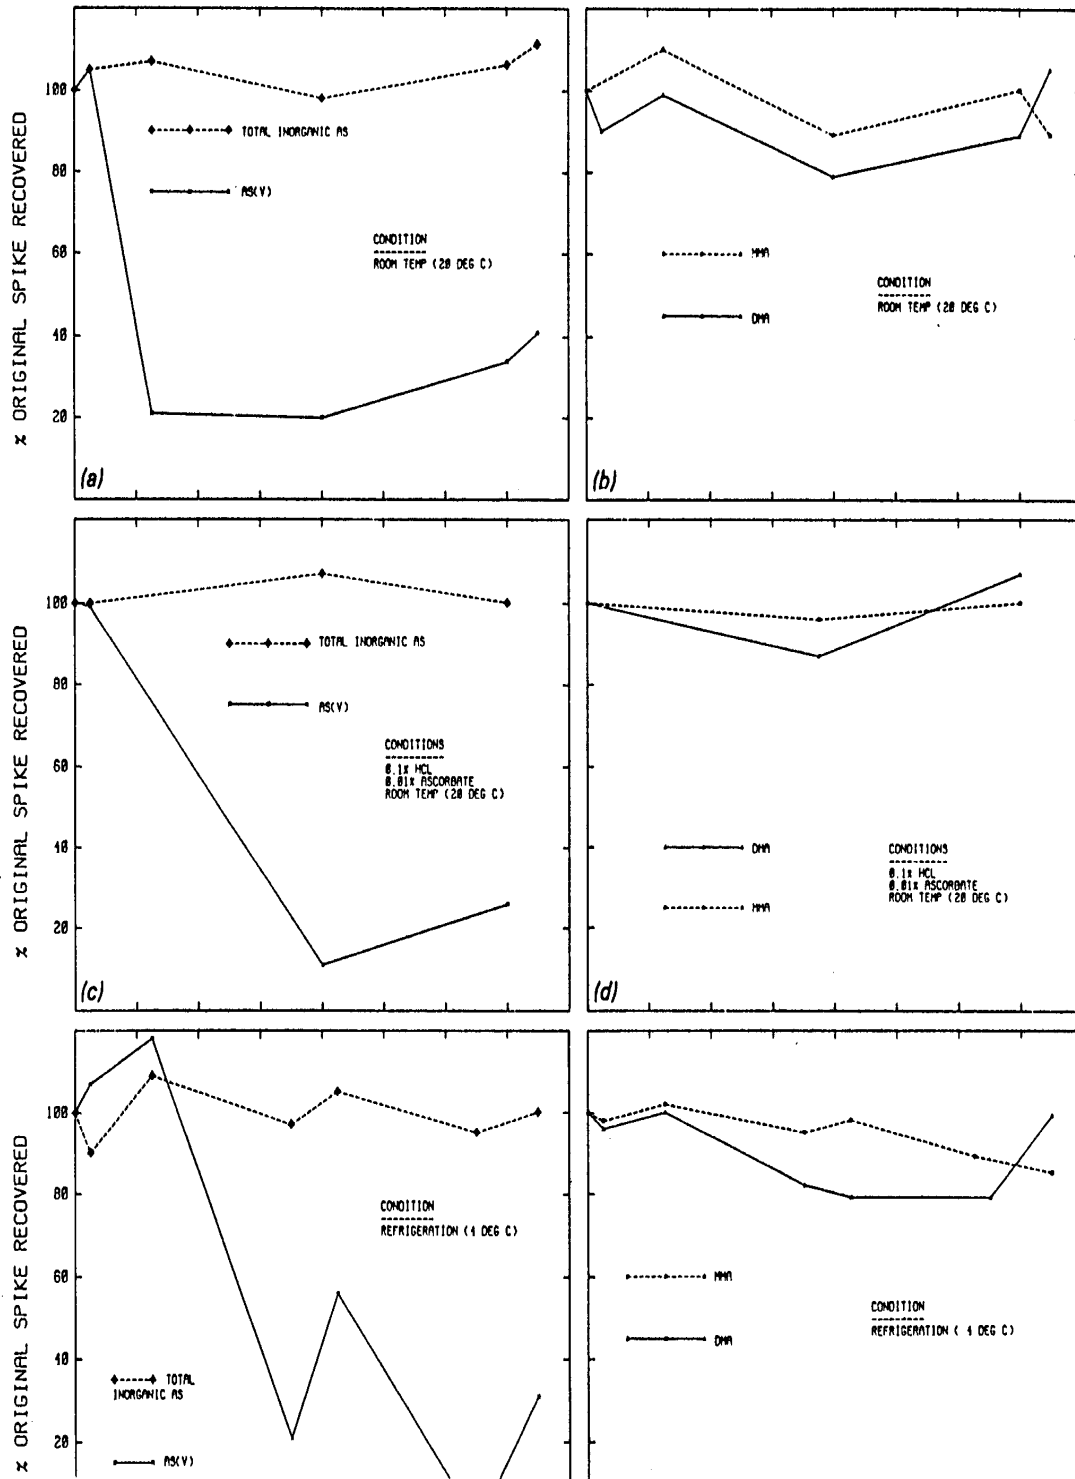 % ORIGINAL SPIKE RECOVERED
100
80
60
40
20
TOTAL INORGANIC AS
AS(V)
CONDITION
ROOM TEMP (20 DEG C)
(a)
MMA
DMA
CONDITION
ROOM TEMP (20 DEG C)
(b)
% ORIGINAL SPIKE RECOVERED
100
80
60
40
20
TOTAL INORGANIC AS
AS(V)
CONDITIONS
0.1% HCL
0.01% ASCORBATE
ROOM TEMP (20 DEG C)
(c)
DMA
MMA
CONDITIONS
0.1% HCL
0.01% ASCORBATE
ROOM TEMP (20 DEG C)
(d)
% ORIGINAL SPIKE RECOVERED
100
80
60
40
20
CONDITION
REFRIGERATION (4 DEG C)
TOTAL
INORGANIC AS
AS(V)
MMA
DMA
CONDITION
REFRIGERATION ( 4 DEG C)